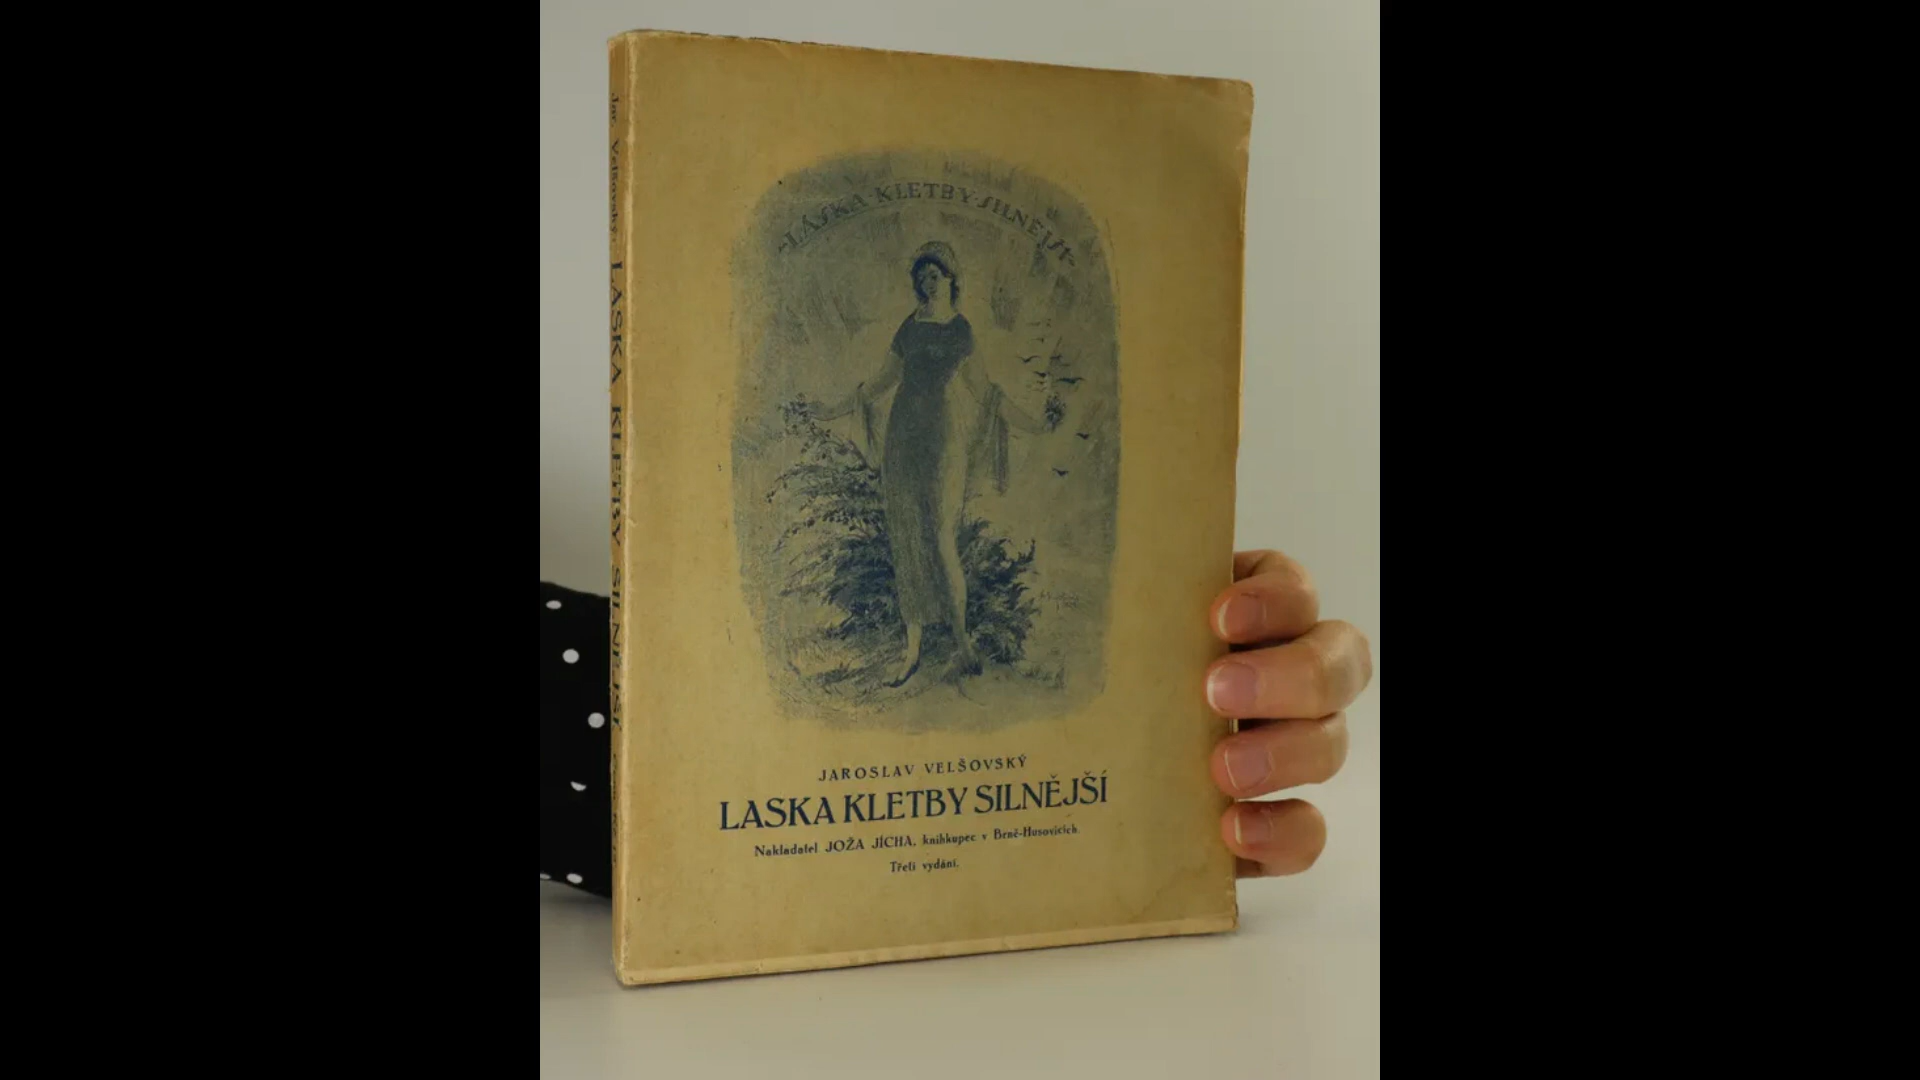 Jar. Velšovský: LÁSKA KLETBY SILNĚJŠÍ.
LÁSKA·KLETBY·SILNĚJŠÍ
JAROSLAV VELŠOVSKÝ
LASKA KLETBY SILNĚJŠÍ
Nakladatel JOŽA JÍCHA, knihkupec v Brně-Husovicích.
Třetí vydání.